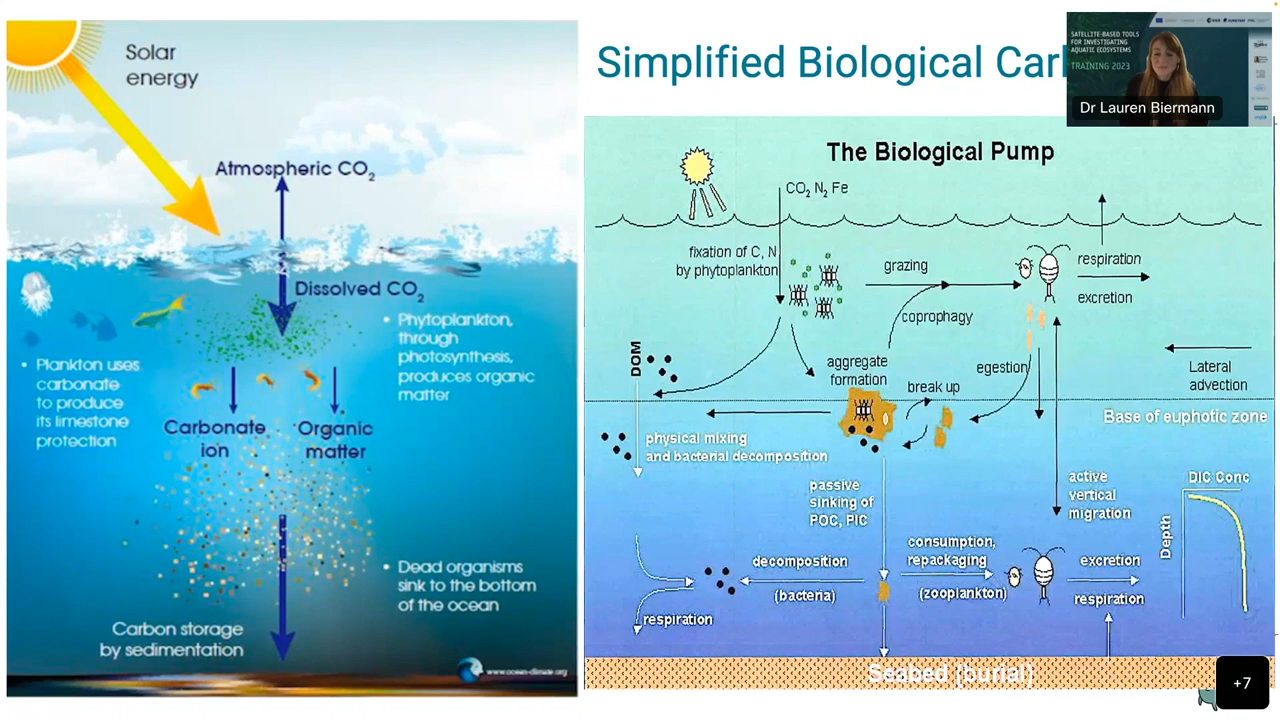 Solar
energy
Atmospheric CO₂
Dissolved CO₂
• Phytoplankton,
through
photosynthesis,
produces organic
matter
• Plankton uses
carbonate
to produce
its limestone
protection
Carbonate
ion
Organic
matter
• Dead organisms
sink to the bottom
of the ocean
Carbon storage
by sedimentation
www.ocean-climate.org
Simplified Biological Car
SATELLITE-BASED TOOLS
FOR INVESTIGATING
AQUATIC ECOSYSTEMS
TRAINING 2023
Dr Lauren Biermann
The Biological Pump
CO₂ N₂ Fe
fixation of C, N
by phytoplankton
grazing
respiration
excretion
coprophagy
DOM
aggregate
formation
break up
egestion
Lateral
advection
Base of euphotic zone
physical mixing
and bacterial decomposition
passive
sinking of
POC, PIC
active
vertical
migration
DIC Conc
Depth
decomposition
(bacteria)
consumption,
repackaging
(zooplankton)
excretion
respiration
respiration
Seabed (burial)
+7